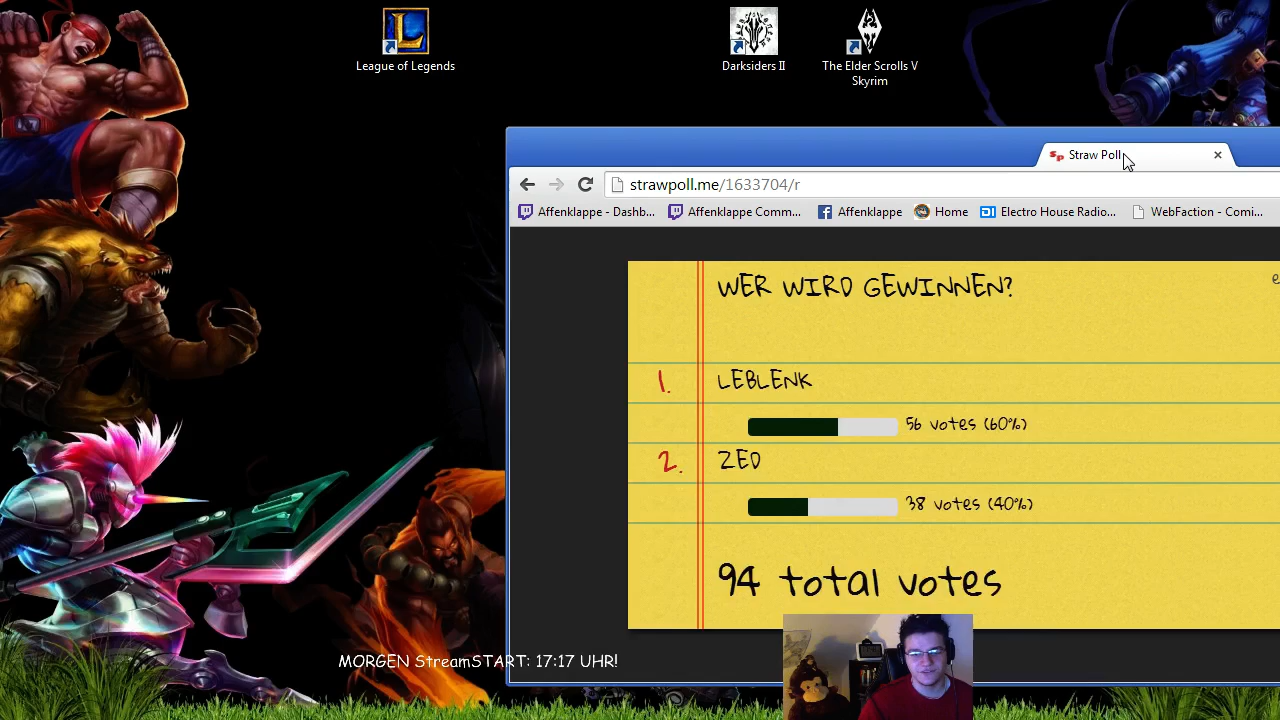 League of Legends
Darksiders II
The Elder Scrolls V
Skyrim
Straw Poll
strawpoll.me/1633704/r
Affenklappe - Dashb...
Affenklappe Comm...
Affenklappe
Home
Electro House Radio...
WebFaction - Comi...
WER WIRD GEWINNEN?
1. LEBLENK
56 votes (60%)
2. ZED
38 votes (40%)
94 total votes
MORGEN StreamSTART: 17:17 UHR!